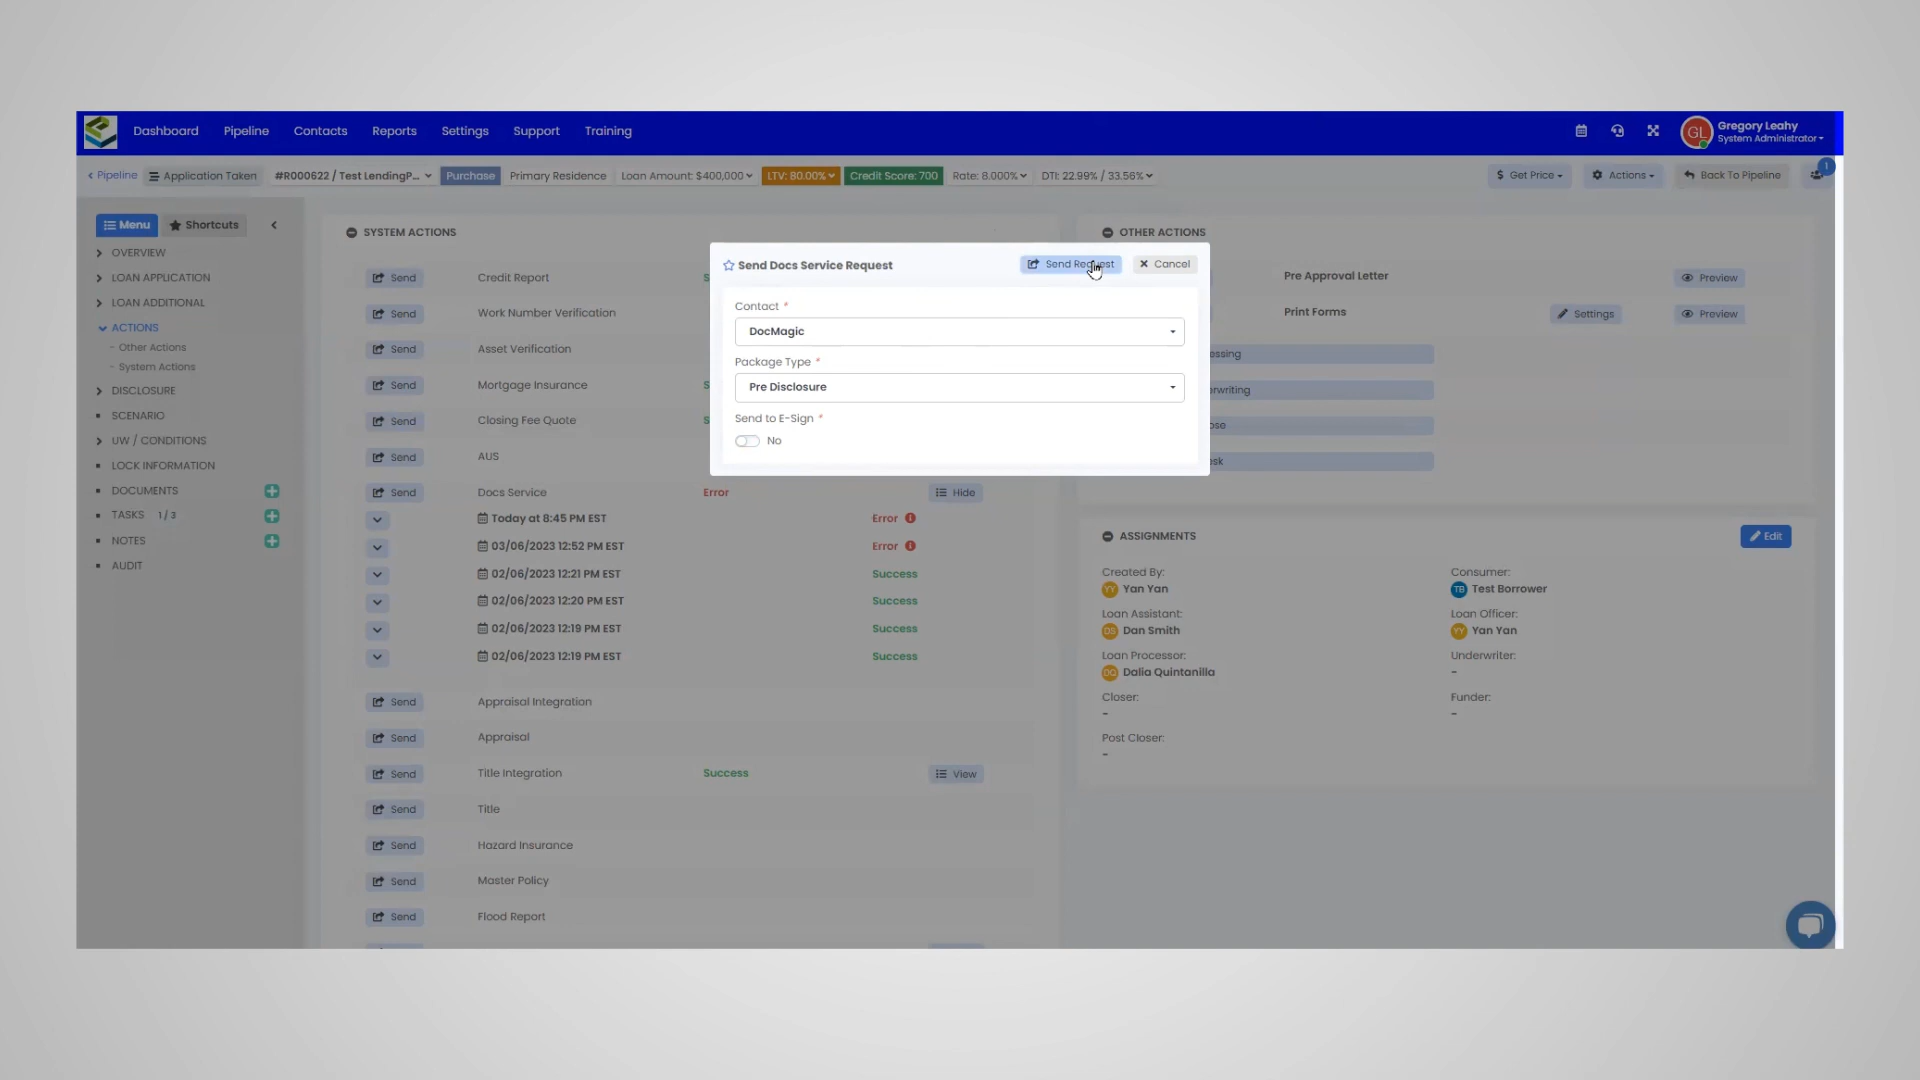 Dashboard
Pipeline
Contacts
Reports
Settings
Support
Training
GL
Gregory Leahy
System Administrator
Pipeline
Application Taken
#R000622 / Test LendingP...
Purchase
Primary Residence
Loan Amount: $400,000
LTV: 80.00%
Credit Score: 700
Rate: 8.000%
DTI: 22.99% / 33.56%
$ Get Price
Actions
Back To Pipeline
1
Menu
Shortcuts
OVERVIEW
LOAN APPLICATION
LOAN ADDITIONAL
ACTIONS
- Other Actions
- System Actions
DISCLOSURE
SCENARIO
UW / CONDITIONS
LOCK INFORMATION
DOCUMENTS
TASKS 1 / 3
NOTES
AUDIT
SYSTEM ACTIONS
Send Credit Report S
Send Work Number Verification
Send Asset Verification
Send Mortgage Insurance S
Send Closing Fee Quote S
Send AUS
Send Docs Service Error Hide
Today at 8:45 PM EST Error
03/06/2023 12:52 PM EST Error
02/06/2023 12:21 PM EST Success
02/06/2023 12:20 PM EST Success
02/06/2023 12:19 PM EST Success
02/06/2023 12:19 PM EST Success
Send Appraisal Integration
Send Appraisal
Send Title Integration Success View
Send Title
Send Hazard Insurance
Send Master Policy
Send Flood Report
Send Docs Service Request
Send Request
Cancel
Contact *
DocMagic
Package Type *
Pre Disclosure
Send to E-Sign *
No
OTHER ACTIONS
Pre Approval Letter Preview
Print Forms Settings Preview
essing
rwriting
ose
sk
ASSIGNMENTS
Edit
Created By:
YY Yan Yan
Consumer:
TB Test Borrower
Loan Assistant:
DS Dan Smith
Loan Officer:
YY Yan Yan
Loan Processor:
DQ Dalia Quintanilla
Underwriter:
-
Closer:
-
Funder:
-
Post Closer:
-